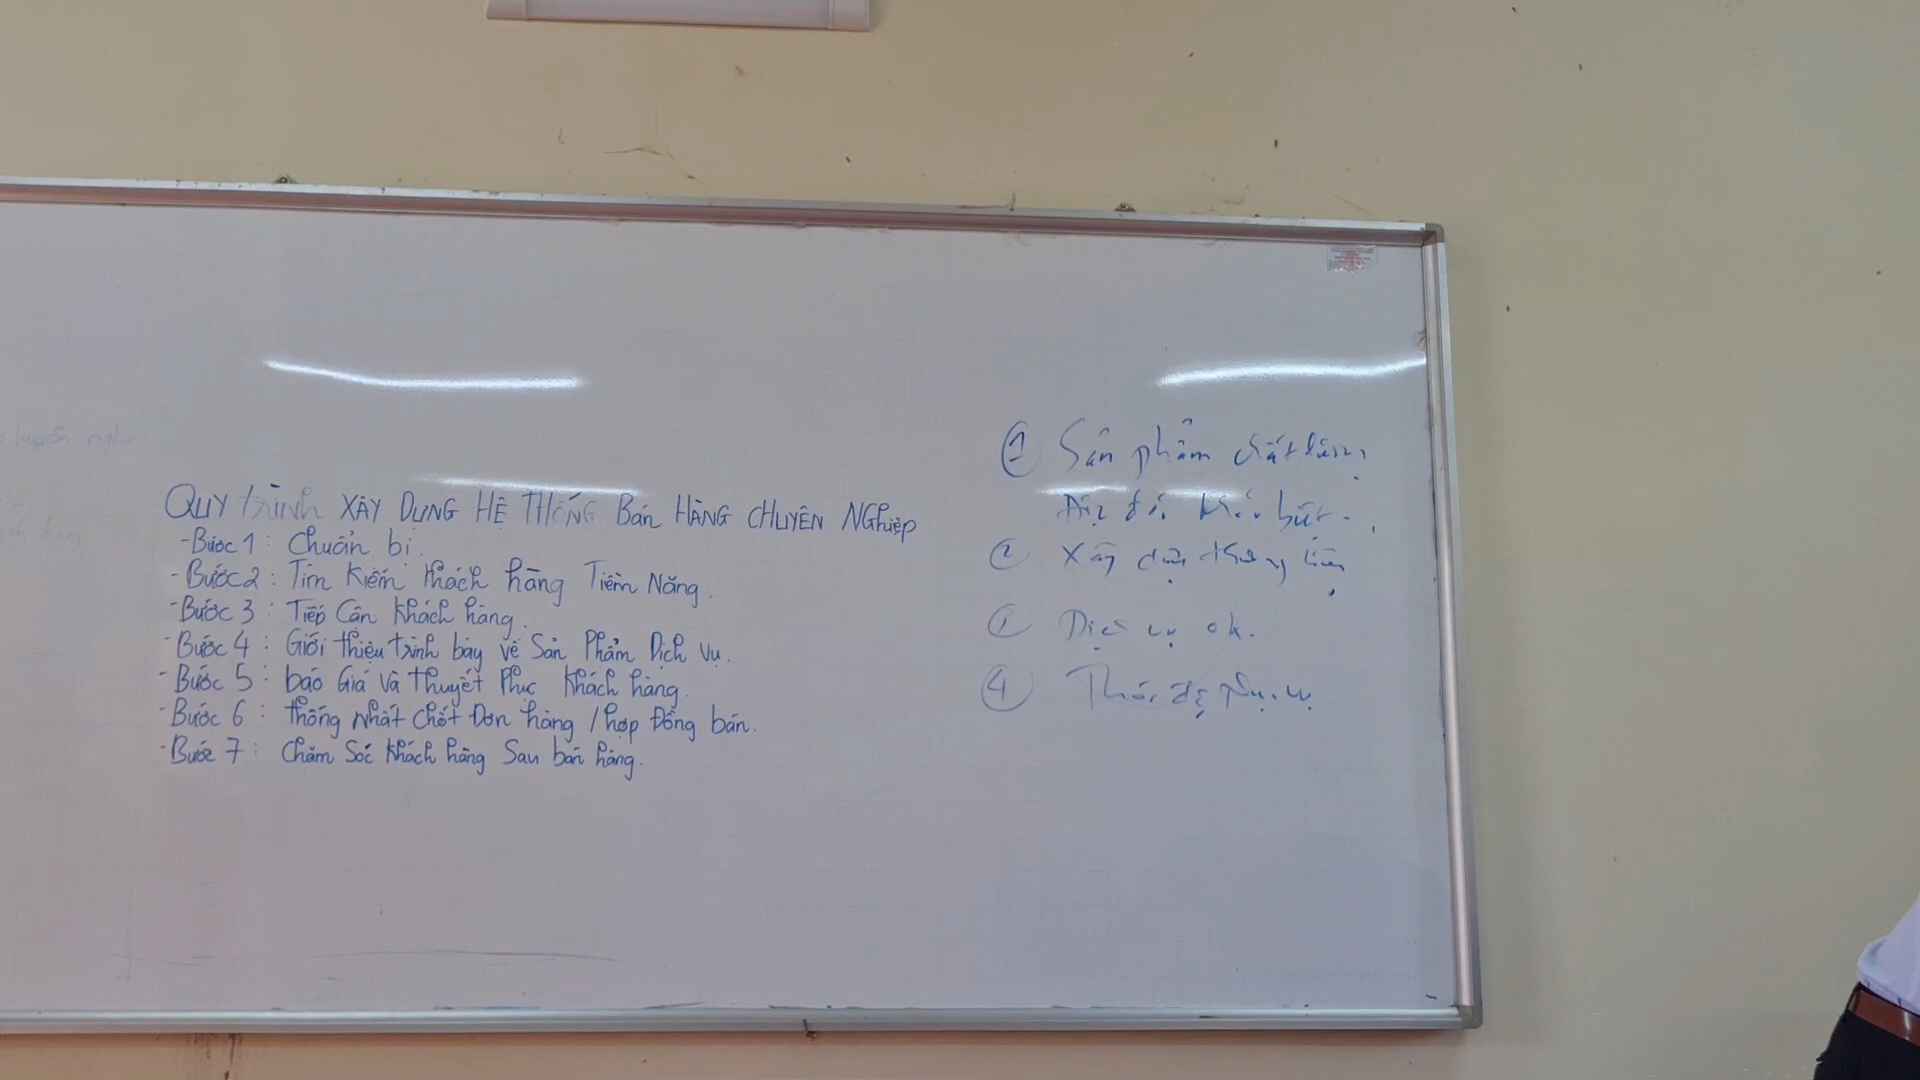 QUY trình XÂY DỰNG HỆ THỐNG Bán HÀNG CHUYÊN NGHiệp
- Bước 1 : Chuẩn bị.
- Bước 2 : Tìm Kiếm khách hàng Tiềm Năng.
- Bước 3 : Tiếp Cận Khách hàng.
- Bước 4 : Giới thiệu trình bày về Sản Phẩm Dịch Vụ.
- Bước 5 : báo Giá và thuyết Phục Khách hàng.
- Bước 6 : thống nhất Chốt Đơn hàng / hợp Đồng bán.
- Bước 7 : Chăm Sóc Khách hàng Sau bán hàng.
① Sản phẩm chất lượng
② Xây dựng thương hiệu
Dịch vụ ok.
④ Thái độ phục vụ